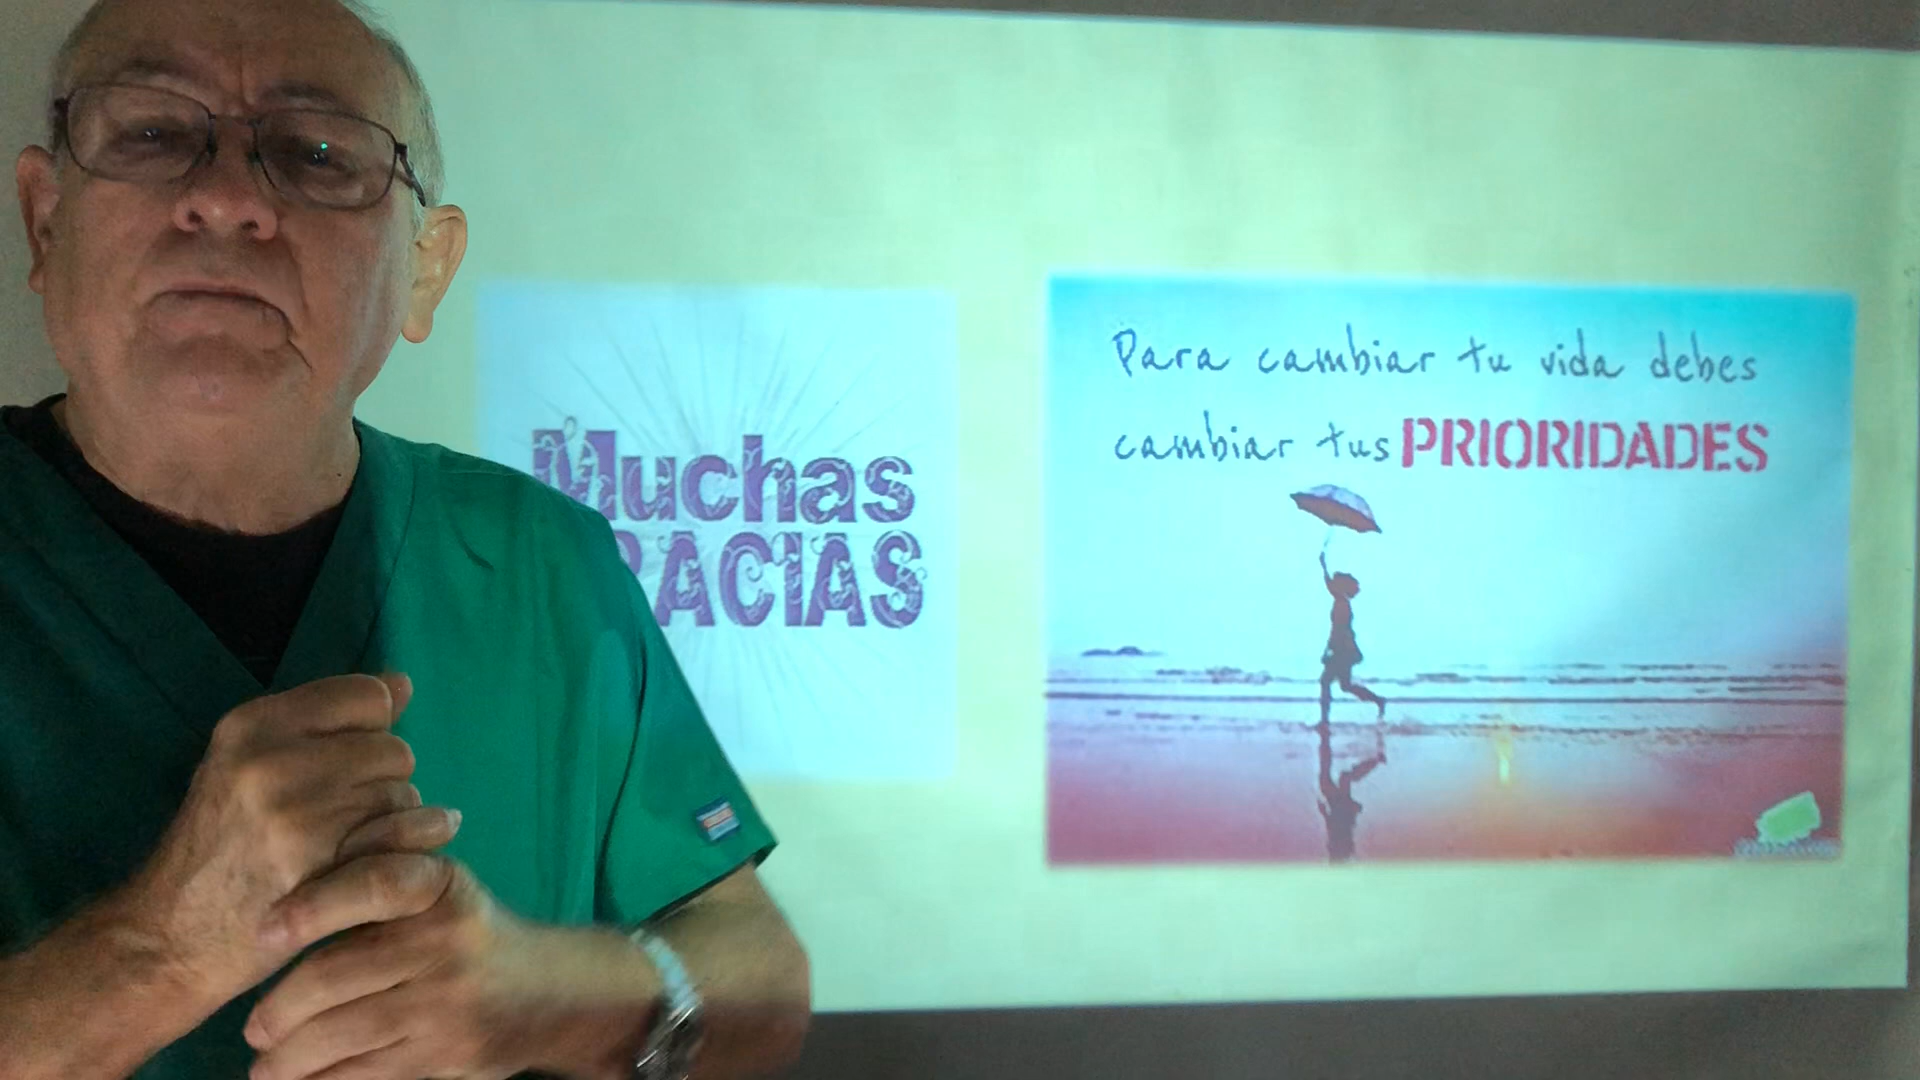 Muchas
RACIAS
Para cambiar tu vida debes
cambiar tus PRIORIDADES